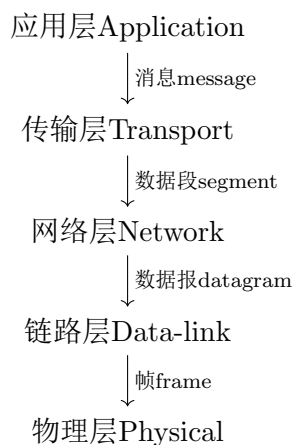 应用层Application
消息message
传输层Transport
数据段segment
网络层Network
数据报datagram
链路层Data-link
帧frame
物理层Physical